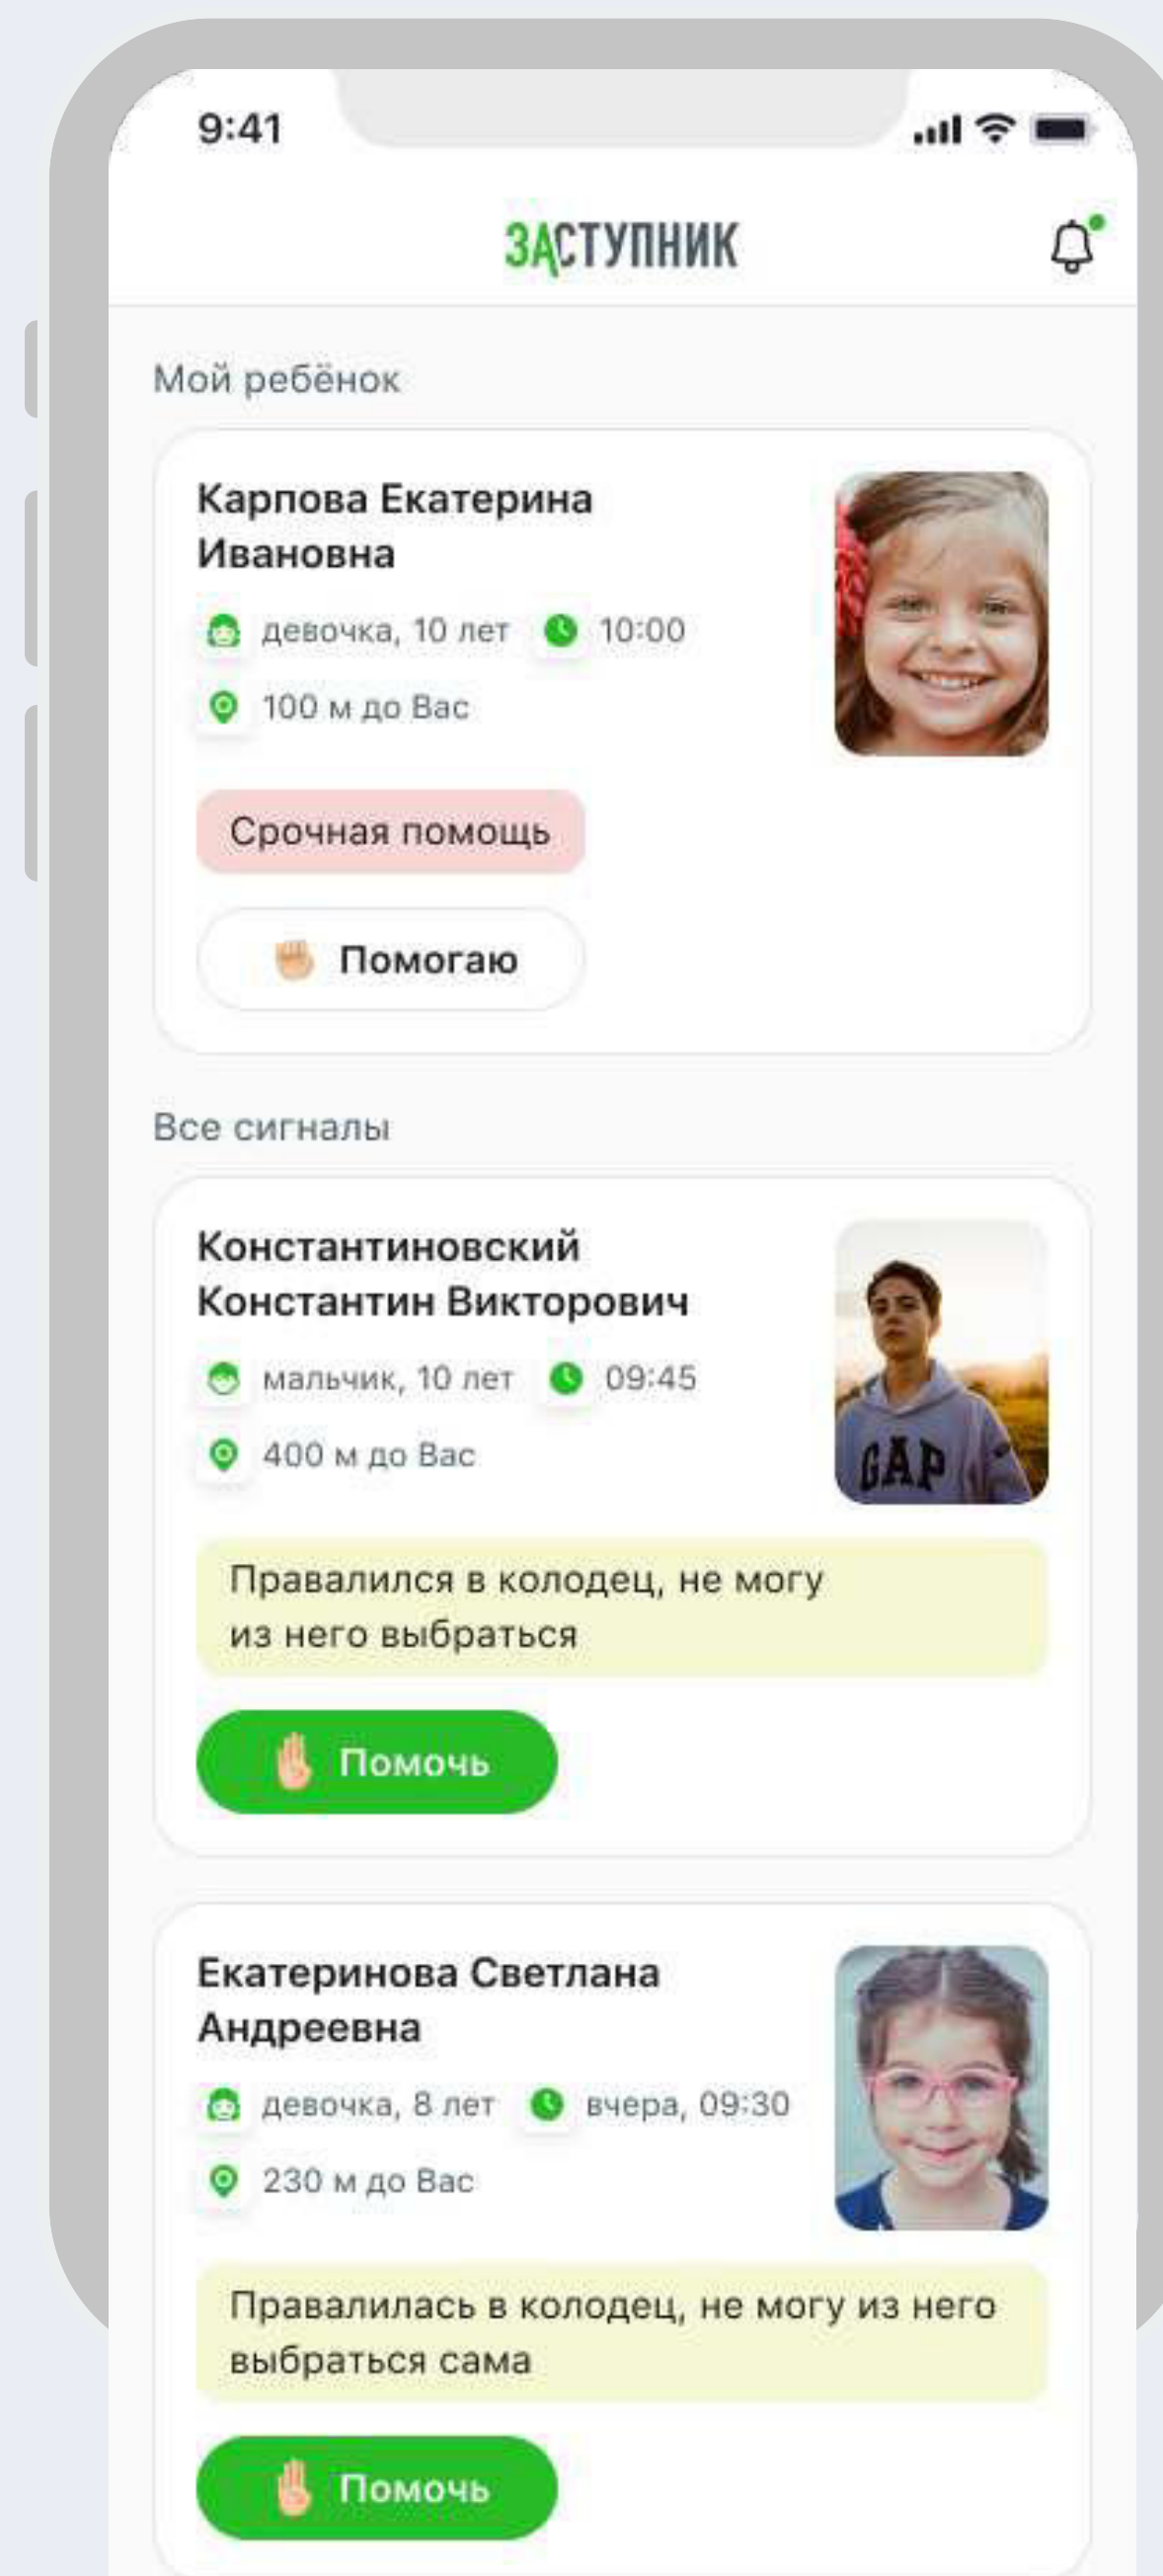 9:41
ЗАСТУПНИК
Мой ребёнок
Карпова Екатерина
Ивановна
девочка, 10 лет 10:00
100 м до Вас
Срочная помощь
Помогаю
Все сигналы
Константиновский
Константин Викторович
мальчик, 10 лет 09:45
400 м до Вас
GAP
Правалился в колодец, не могу
из него выбраться
Помочь
Екатеринова Светлана
Андреевна
девочка, 8 лет вчера, 09:30
230 м до Вас
Правалилась в колодец, не могу из него
выбраться сама
Помочь